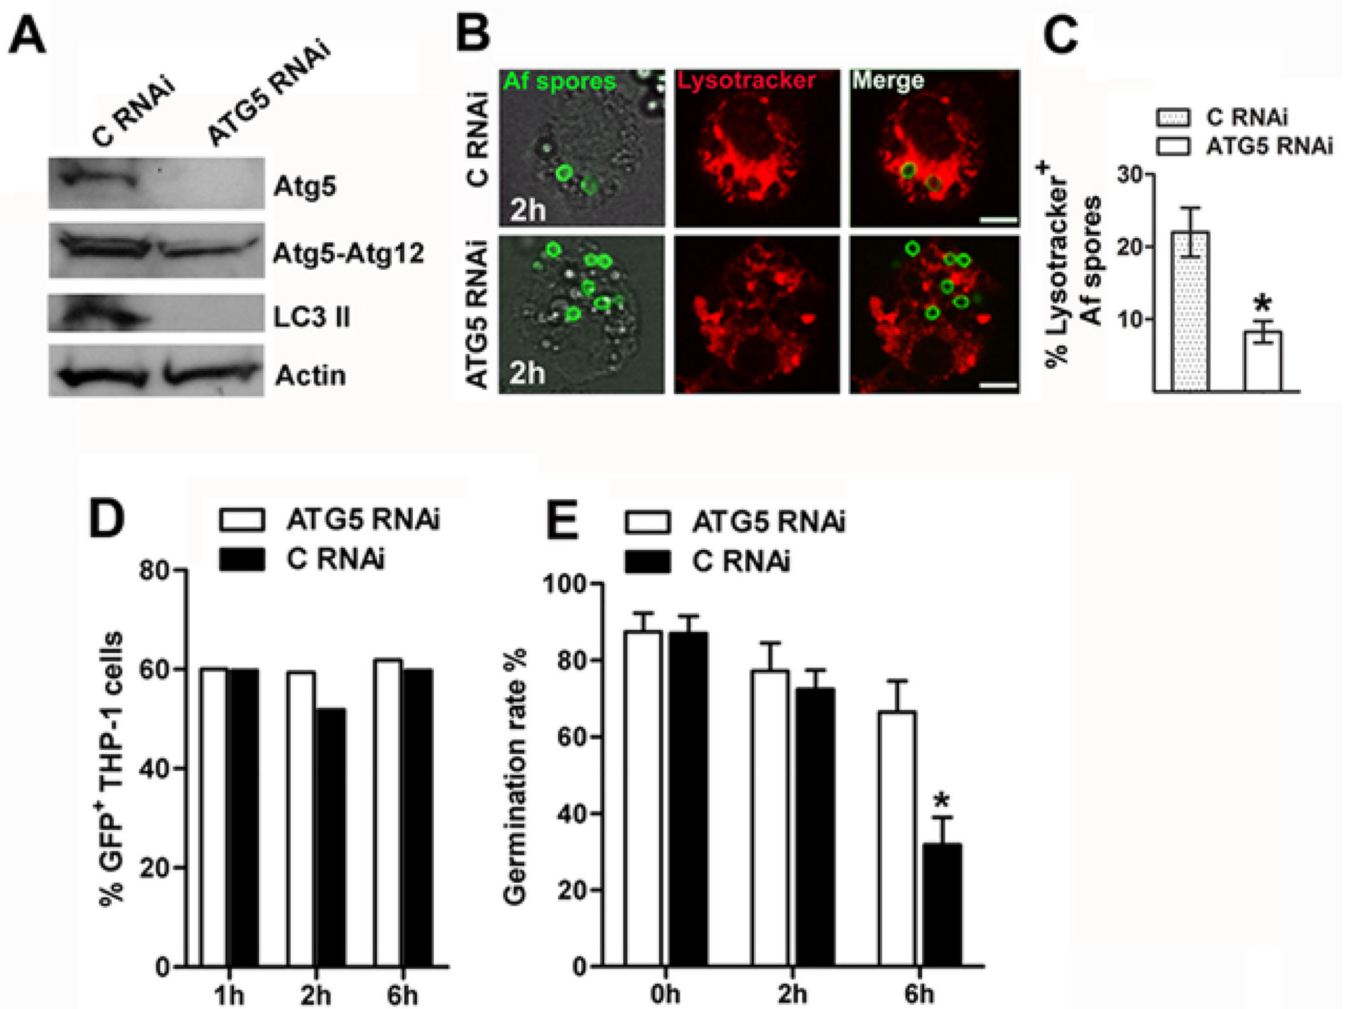 A
C RNAi
ATG5 RNAi
Atg5
Atg5-Atg12
LC3 II
Actin
B
Af spores
Lysotracker
Merge
C RNAi
2h
ATG5 RNAi
2h
C
C RNAi
ATG5 RNAi
% Lysotracker+
Af spores
30
20
10
*
D
ATG5 RNAi
C RNAi
% GFP+ THP-1 cells
80
60
40
20
0
1h 2h 6h
E
ATG5 RNAi
C RNAi
Germination rate %
100
80
60
40
20
0
*
0h 2h 6h